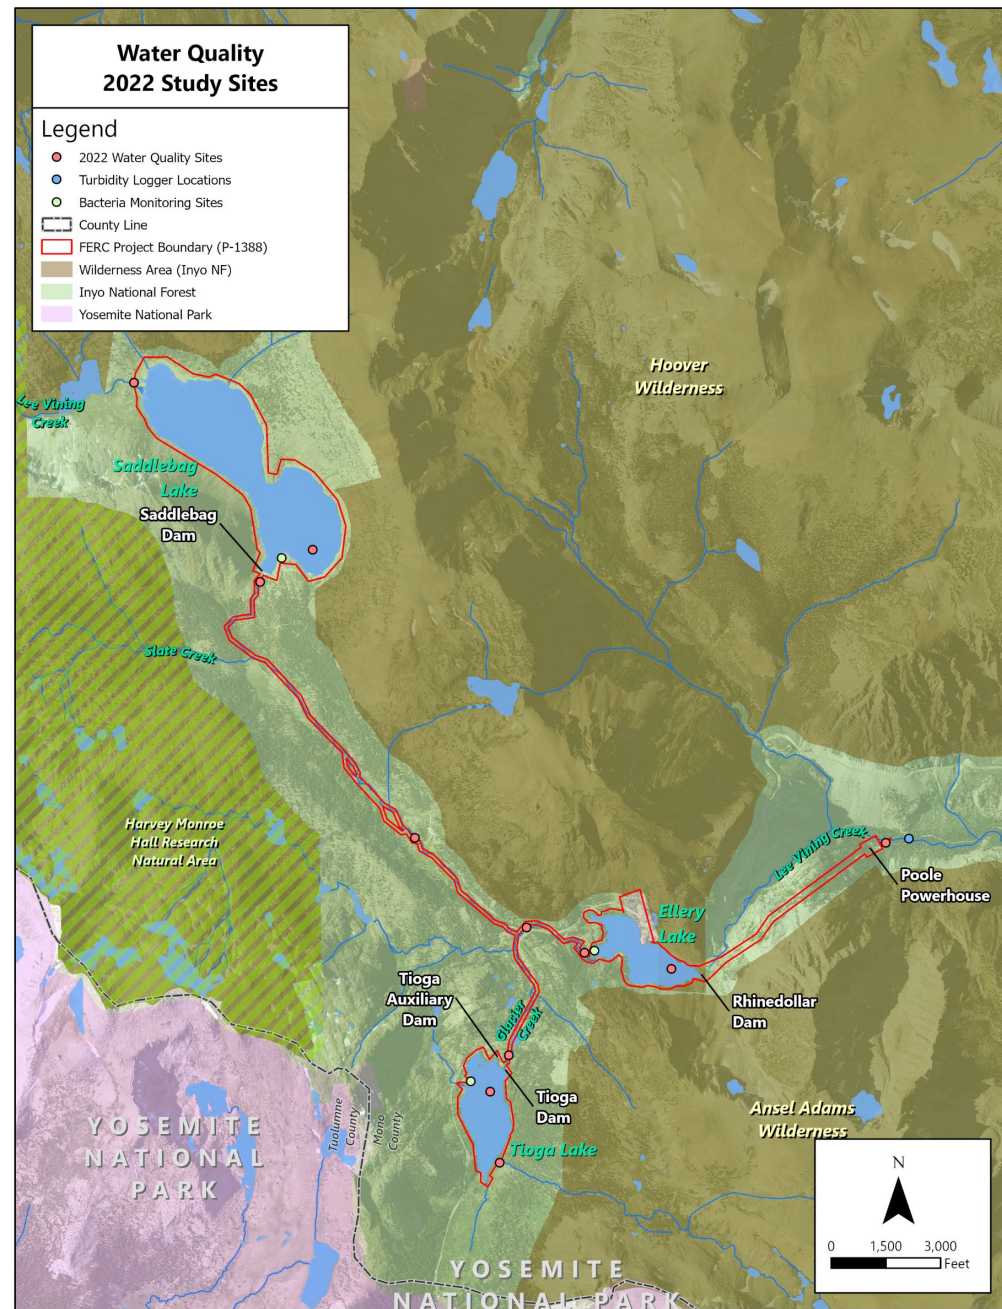 Water Quality
2022 Study Sites
Legend
2022 Water Quality Sites
Turbidity Logger Locations
Bacteria Monitoring Sites
County Line
FERC Project Boundary (P-1388)
Wilderness Area (Inyo NF)
Inyo National Forest
Yosemite National Park
Hoover
Wilderness
Lee Vining
Creek
Saddlebag
Lake
Saddlebag
Dam
Slate Creek
Harvey Monroe
Hall Research
Natural Area
Lee Vining Creek
Poole
Powerhouse
Ellery
Lake
Rhinedollar
Dam
Tioga
Auxiliary
Dam
Glacier
Creek
Tioga
Dam
Tioga Lake
Ansel Adams
Wilderness
Tuolumne
County
Mono
County
YOSEMITE
NATIONAL
PARK
YOSEMITE
NATIONAL PARK
N
0 1,500 3,000
Feet